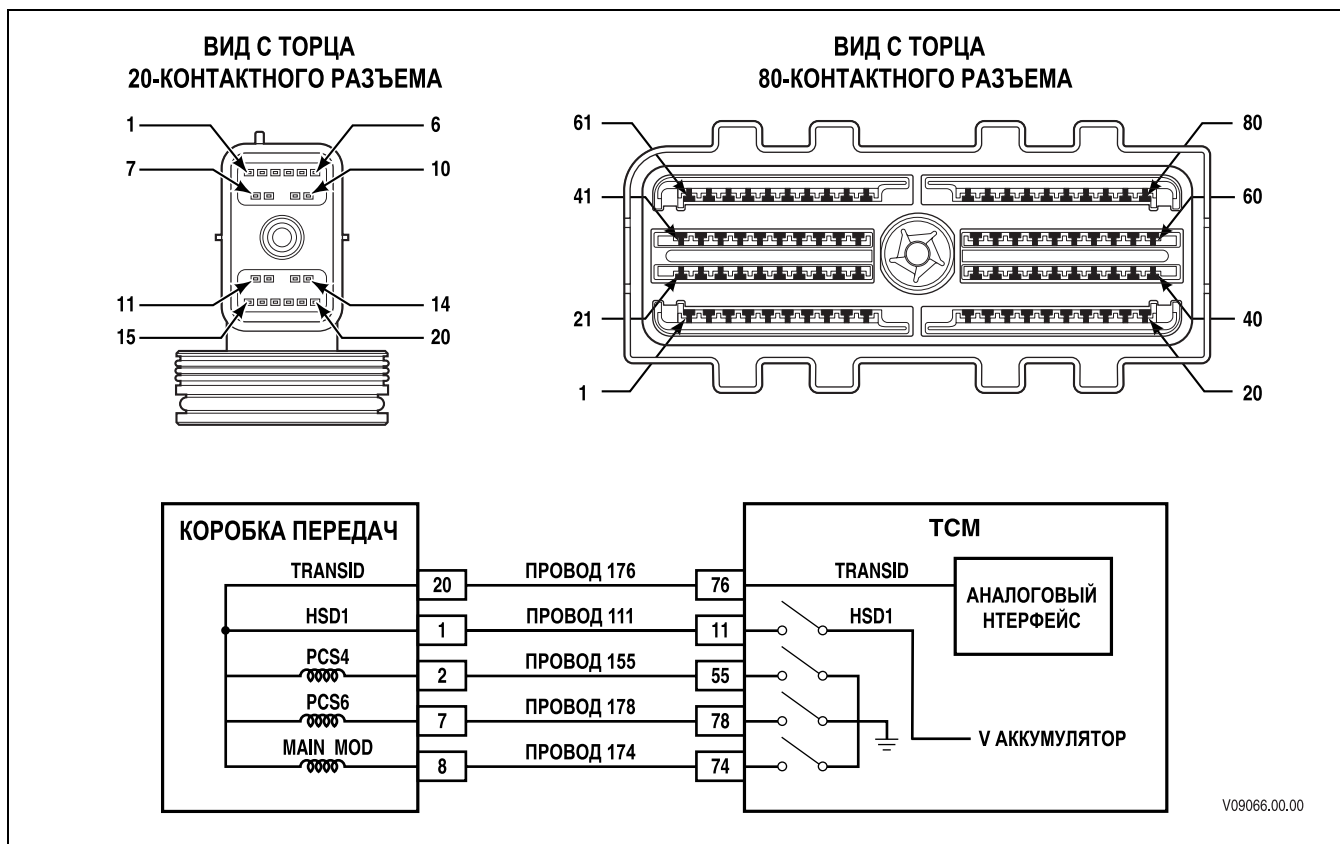 ВИД С ТОРЦА
20-КОНТАКТНОГО РАЗЪЕМА
ВИД С ТОРЦА
80-КОНТАКТНОГО РАЗЪЕМА
1
6
7
10
11
14
15
20
61
80
41
60
21
40
1
20
КОРОБКА ПЕРЕДАЧ
TCM
TRANSID
20
ПРОВОД 176
76
TRANSID
АНАЛОГОВЫЙ
НТЕРФЕЙС
HSD1
1
ПРОВОД 111
11
HSD1
PCS4
2
ПРОВОД 155
55
PCS6
7
ПРОВОД 178
78
V АККУМУЛЯТОР
MAIN MOD
8
ПРОВОД 174
74
V09066.00.00